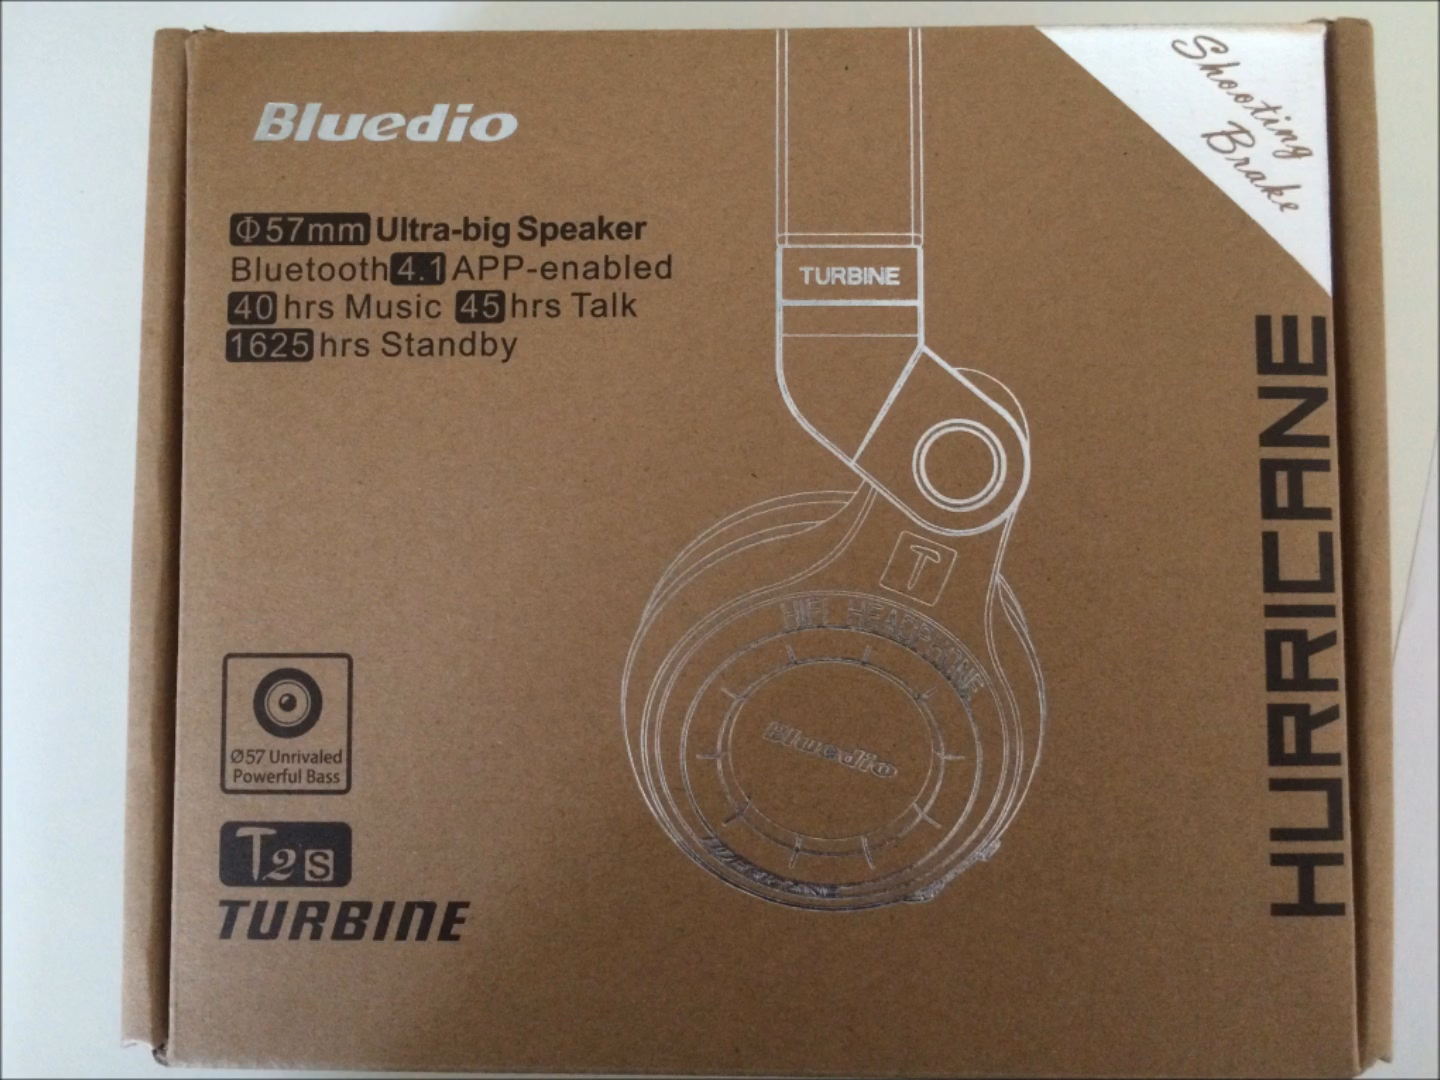 Bluedio
Shooting
Brake
Φ57mm Ultra-big Speaker
Bluetooth 4.1 APP-enabled
40 hrs Music 45 hrs Talk
1625 hrs Standby
TURBINE
HURRICANE
T
HIFI HEADPHONE
Bluedio
Ø57 Unrivaled
Powerful Bass
T2s
TURBINE